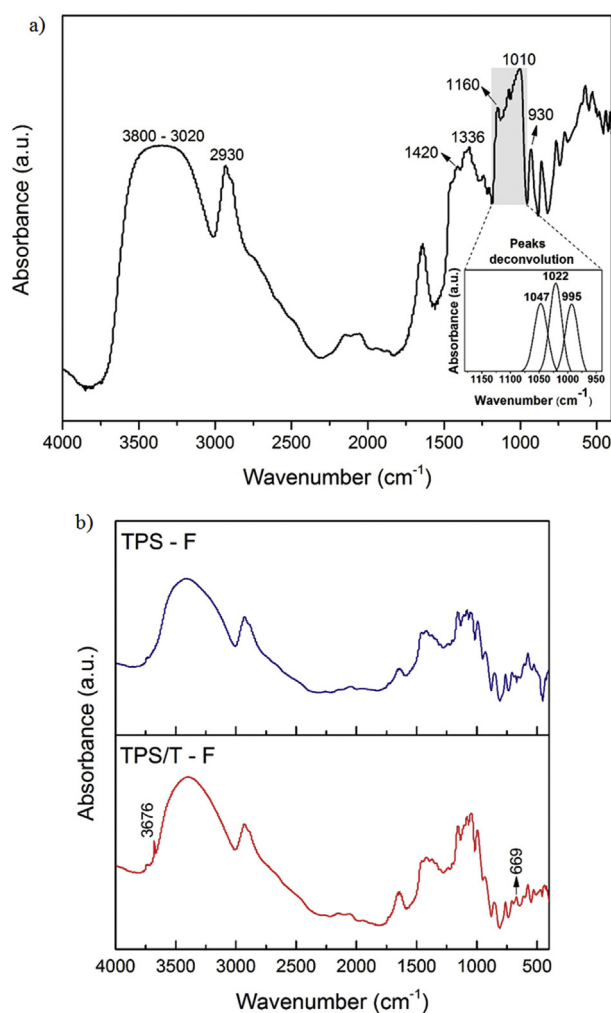 a)
1010
1160
3800 - 3020
930
2930
1336
1420
Absorbance (a.u.)
Peaks
deconvolution
1022
1047 995
Absorbance (a.u.)
1150 1100 1050 1000 950
Wavenumber (cm-1)
4000 3500 3000 2500 2000 1500 1000 500
Wavenumber (cm-1)
b)
TPS - F
TPS/T - F
Absorbance (a.u.)
3676
669
4000 3500 3000 2500 2000 1500 1000 500
Wavenumber (cm-1)